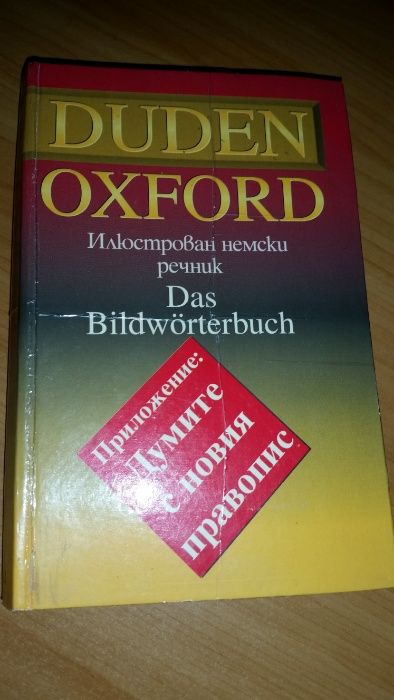 DUDEN
OXFORD
Илюстрован немски
речник
Das
Bildwörterbuch
Приложение:
Думите
с новия
правопис